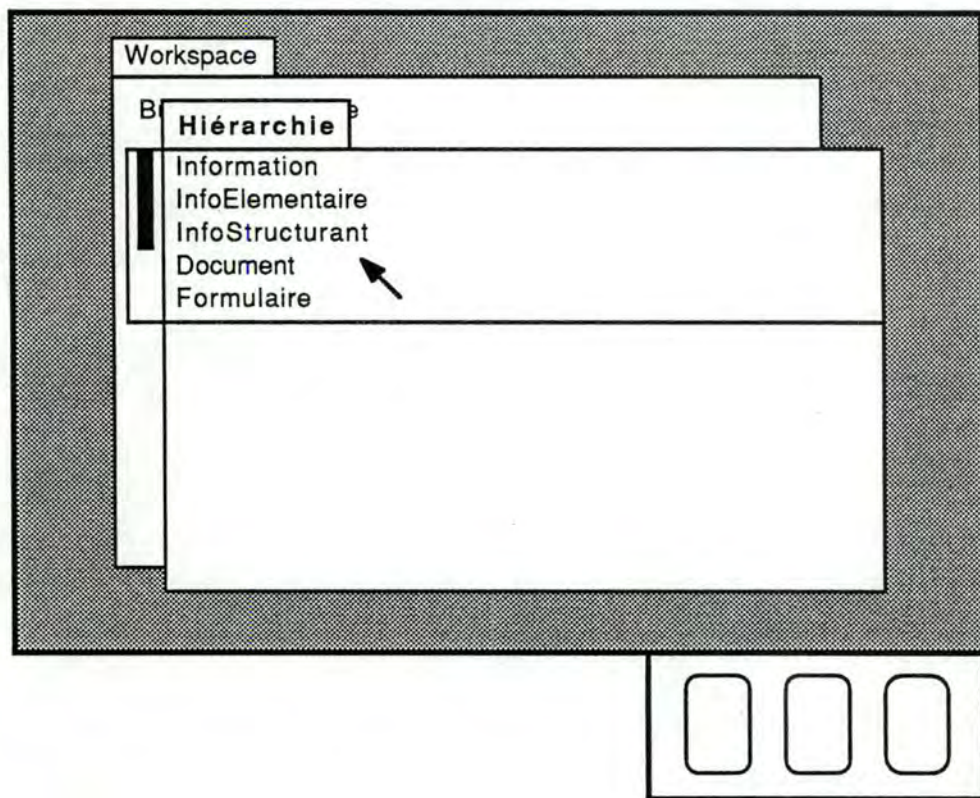 Workspace
Hiérarchie
Information
InfoElementaire
InfoStructurant
Document
Formulaire